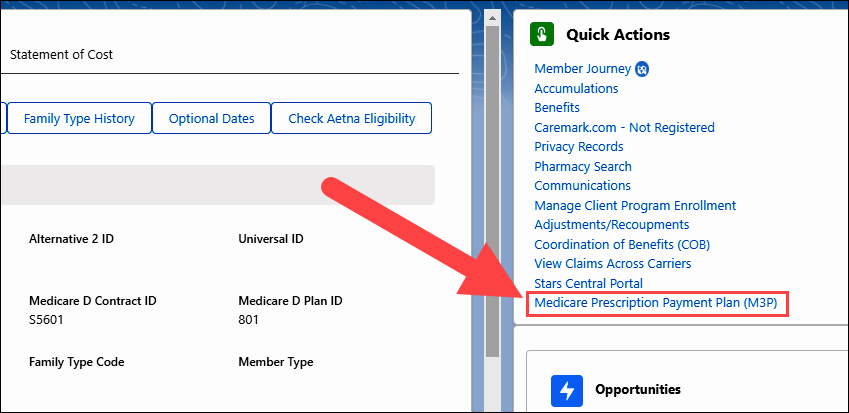 Statement of Cost
Family Type History
Optional Dates
Check Aetna Eligibility
Alternative 2 ID
Universal ID
Medicare D Contract ID
Medicare D Plan ID
S5601
801
Family Type Code
Member Type
Quick Actions
Member Journey
Accumulations
Benefits
Caremark.com - Not Registered
Privacy Records
Pharmacy Search
Communications
Manage Client Program Enrollment
Adjustments/Recoupments
Coordination of Benefits (COB)
View Claims Across Carriers
Stars Central Portal
Medicare Prescription Payment Plan (M3P)
Opportunities